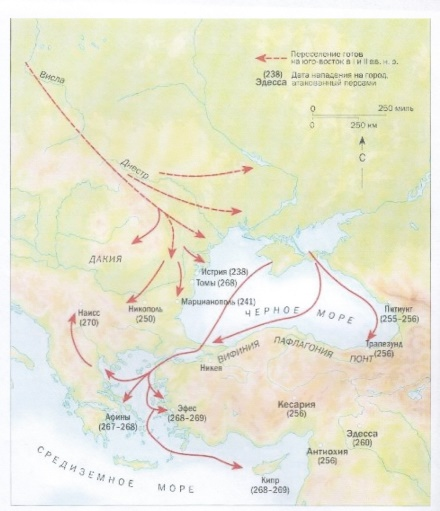 Переселение готов
на юго-восток в I и II вв. н. э.
(238) Дата нападения на город,
Эдесса атакованный персами
0 250 миль
0 250 км
С
Висла
Днестр
ДАКИЯ
Истрия (238)
Томы (268)
Марцианополь (241)
Никополь
(250)
Наисс
(270)
ЧЕРНОЕ МОРЕ
Питиунт
(255-256)
Трапезунд
(256)
ВИФИНИЯ ПАФЛАГОНИЯ ПОНТ
Никея
Кесария
(256)
Эфес
(268–269)
Афины
(267–268)
Эдесса
(260)
Антиохия
(256)
Кипр
(268–269)
СРЕДИЗЕМНОЕ МОРЕ